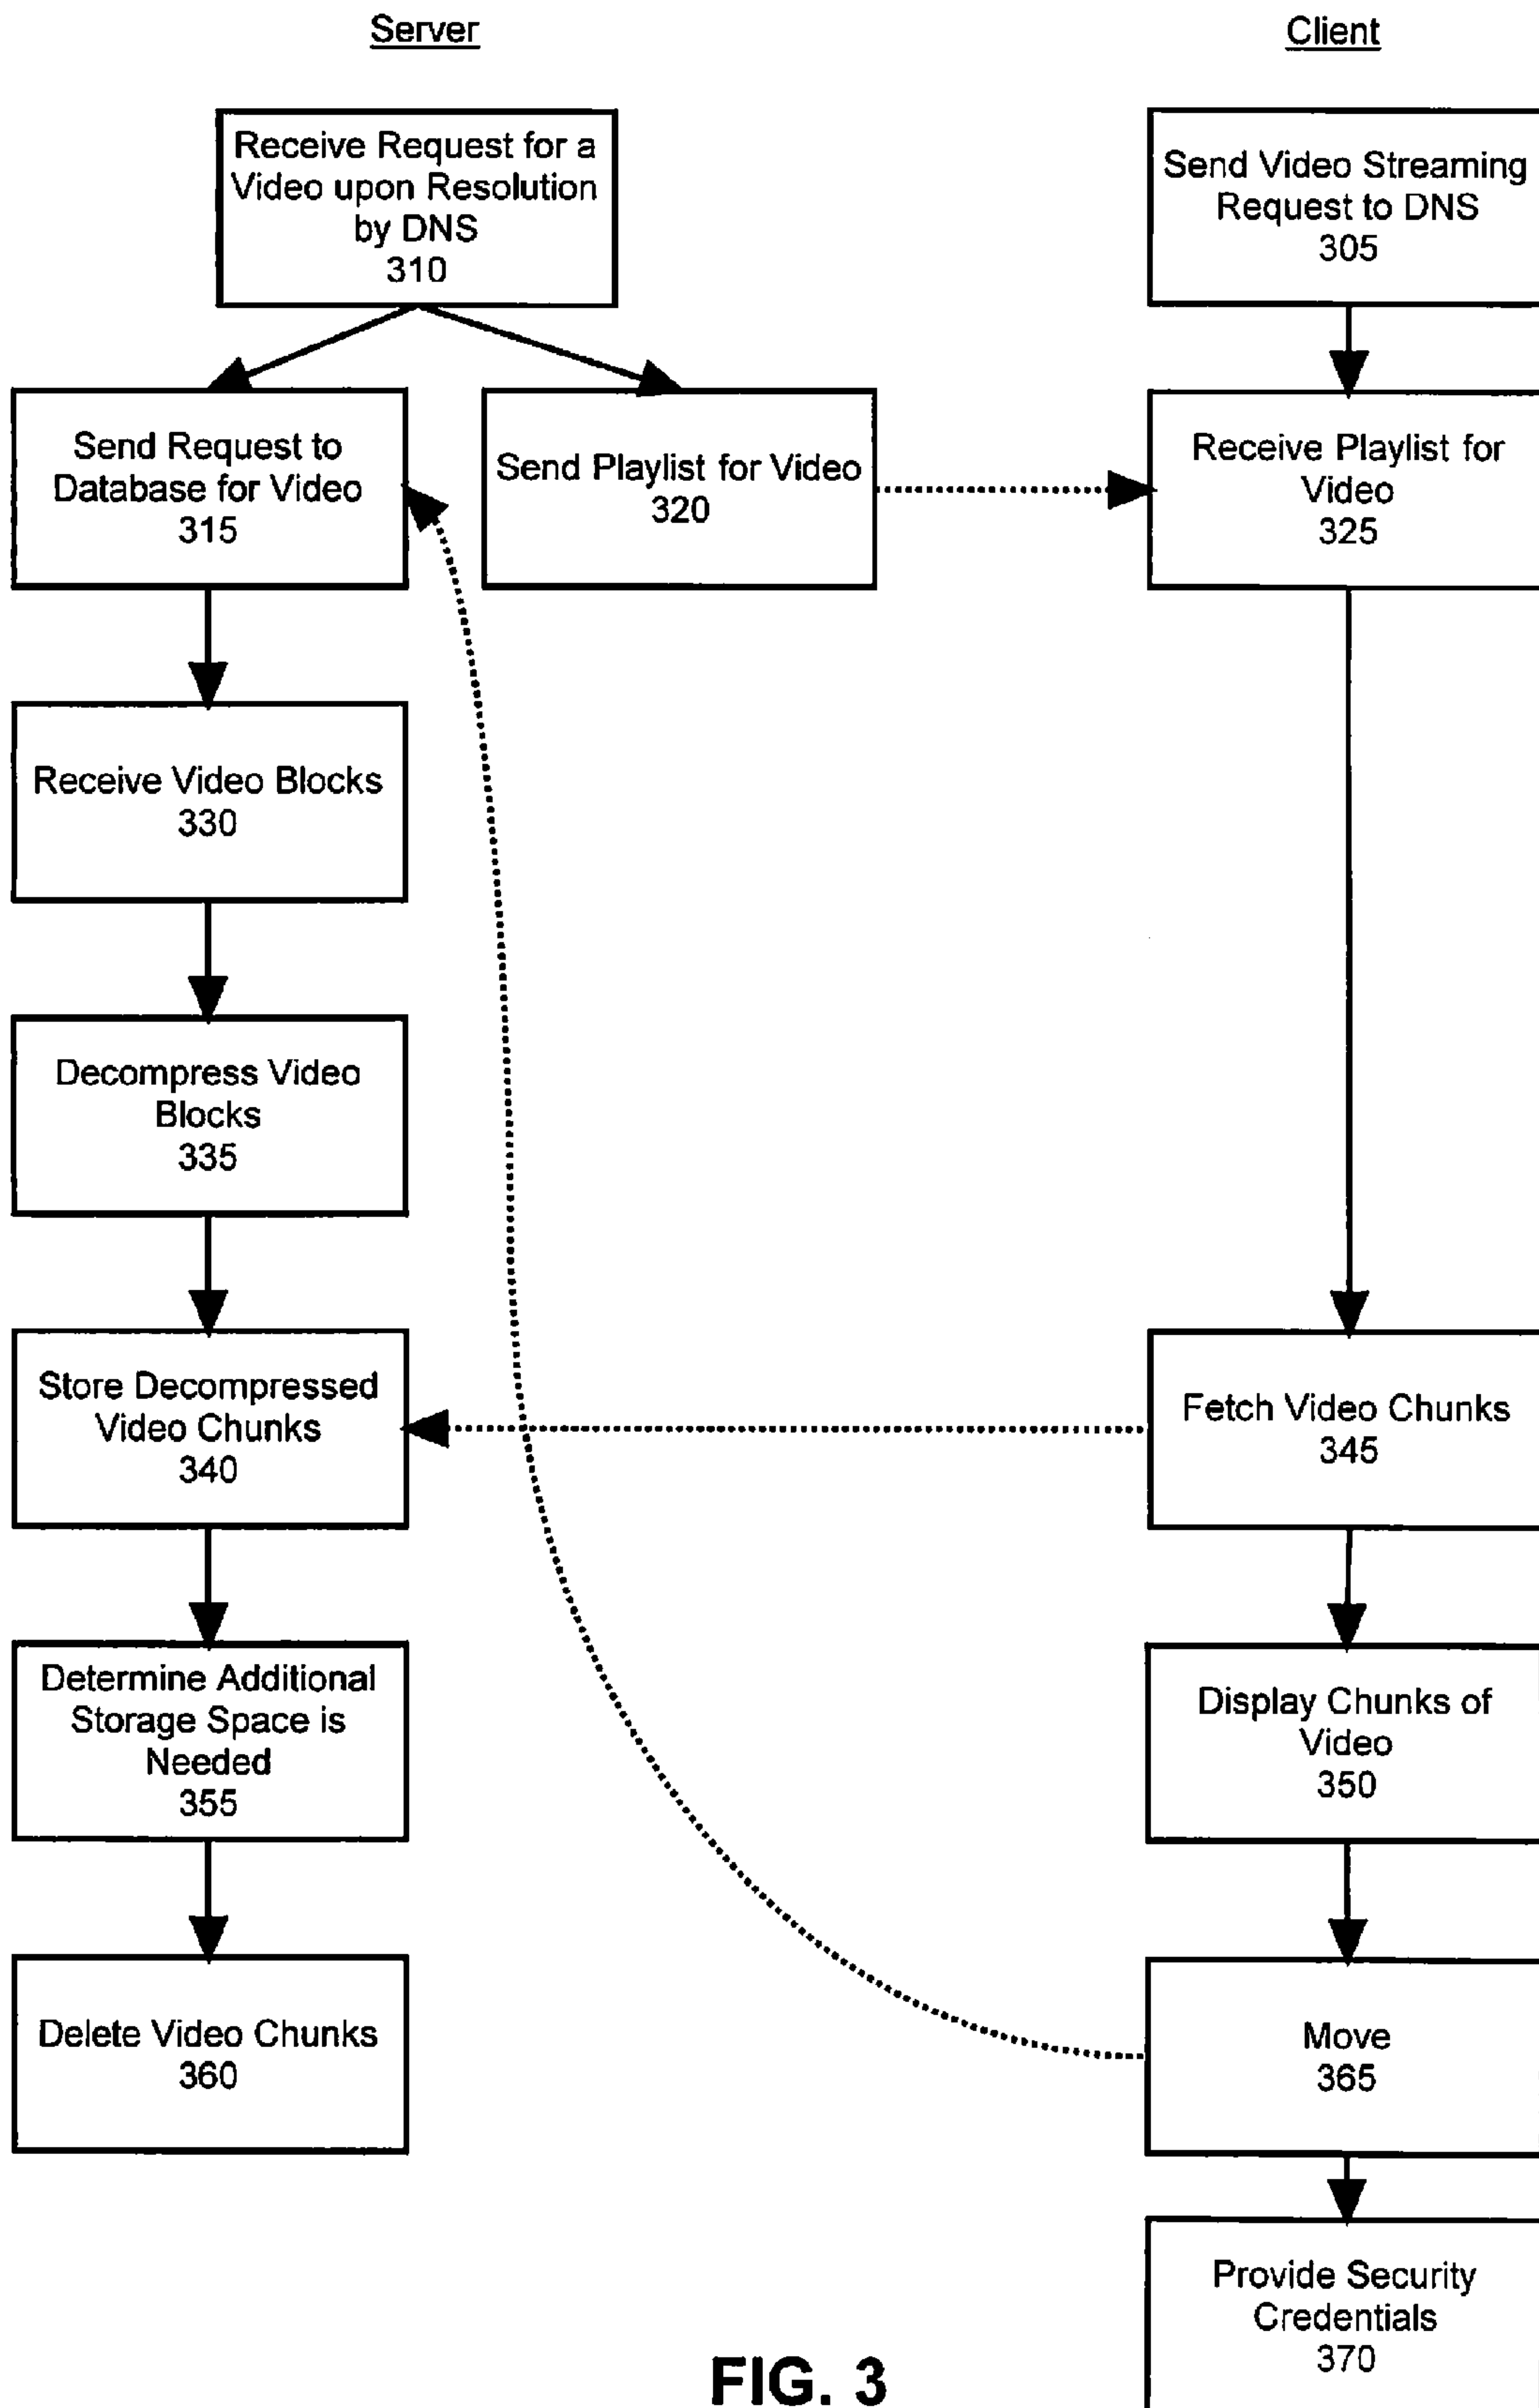 Server
Client
Receive Request for a
Video upon Resolution
by DNS
310
Send Video Streaming
Request to DNS
305
Send Request to
Database for Video
315
Send Playlist for Video
320
Receive Playlist for
Video
325
Receive Video Blocks
330
Decompress Video
Blocks
335
Store Decompressed
Video Chunks
340
Fetch Video Chunks
345
Determine Additional
Storage Space is
Needed
355
Display Chunks of
Video
350
Delete Video Chunks
360
Move
365
Provide Security
Credentials
370
FIG. 3